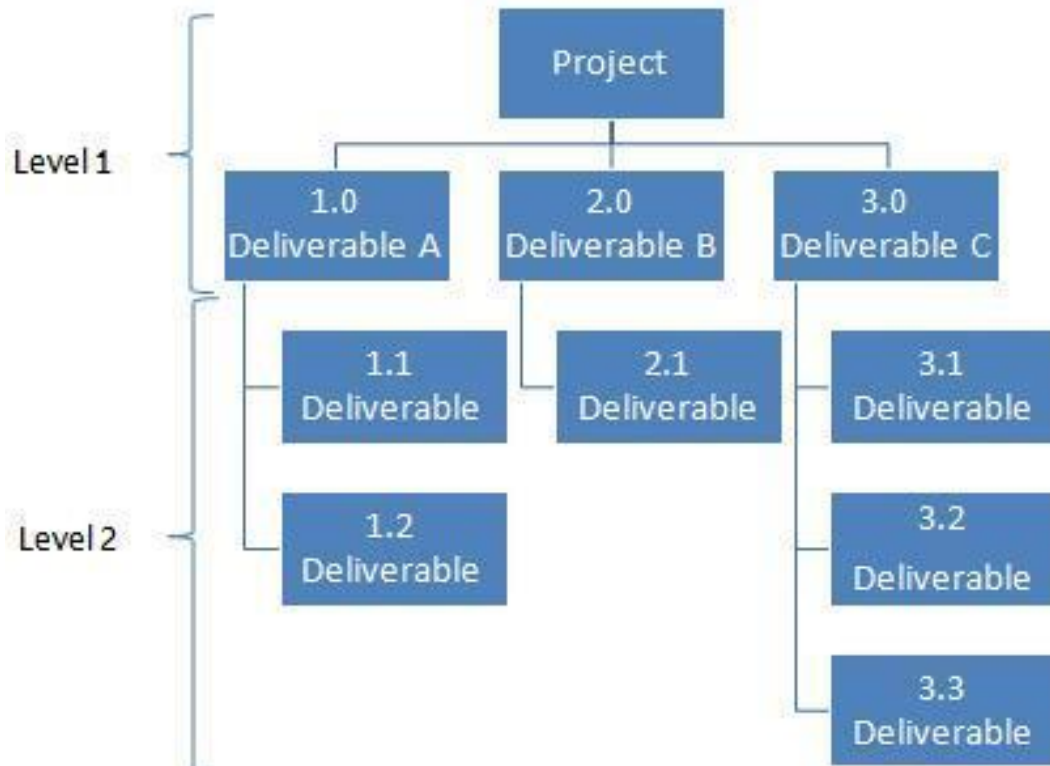 Project
Level 1
1.0
Deliverable A
2.0
Deliverable B
3.0
Deliverable C
1.1
Deliverable
2.1
Deliverable
3.1
Deliverable
Level 2
1.2
Deliverable
3.2
Deliverable
3.3
Deliverable